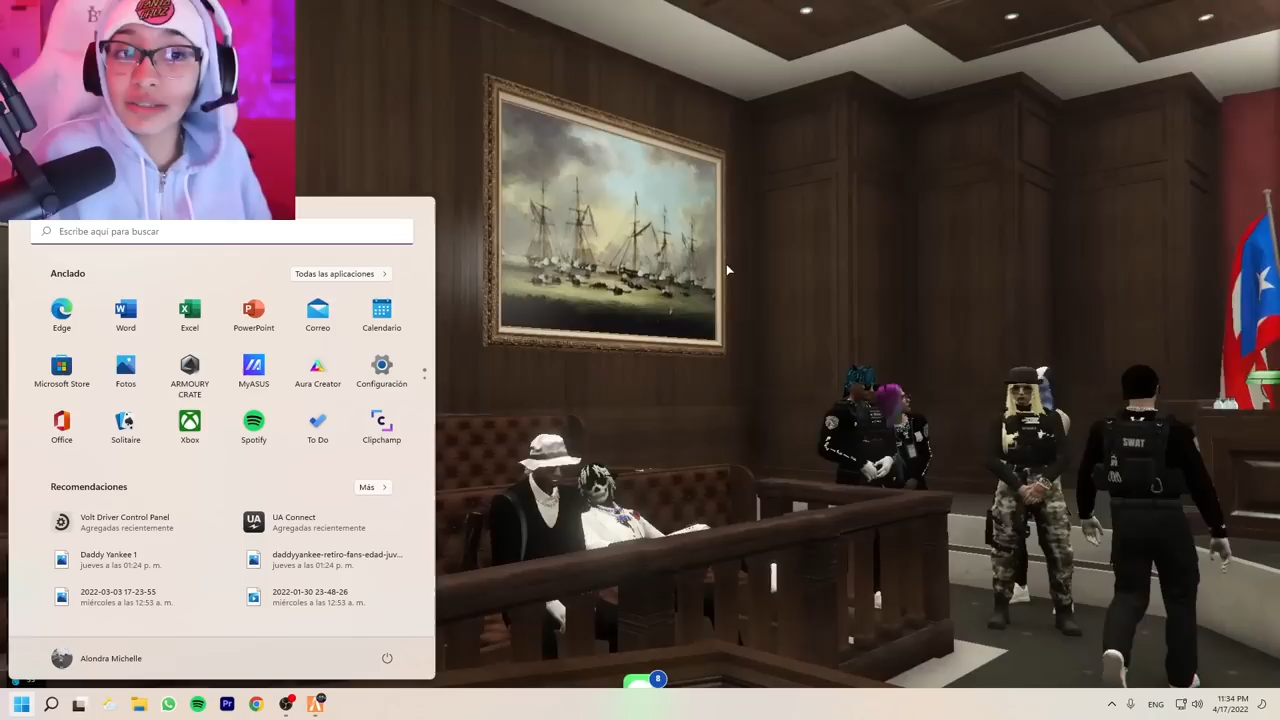 Escribe aquí para buscar
Anclado
Todas las aplicaciones
Edge
Word
Excel
PowerPoint
Correo
Calendario
Microsoft Store
Fotos
ARMOURY
CRATE
MyASUS
Aura Creator
Configuración
Office
Solitaire
Xbox
Spotify
To Do
Clipchamp
Recomendaciones
Más
Volt Driver Control Panel
Agregadas recientemente
UA
UA Connect
Agregadas recientemente
Daddy Yankee 1
jueves a las 01:24 p. m.
daddyyankee-retiro-fans-edad-juv...
jueves a las 01:24 p. m.
2022-03-03 17-23-55
miércoles a las 12:53 a. m.
2022-01-30 23-48-26
miércoles a las 12:53 a. m.
Alondra Michelle
SWAT
8
Pr
ENG
11:34 PM
4/17/2022